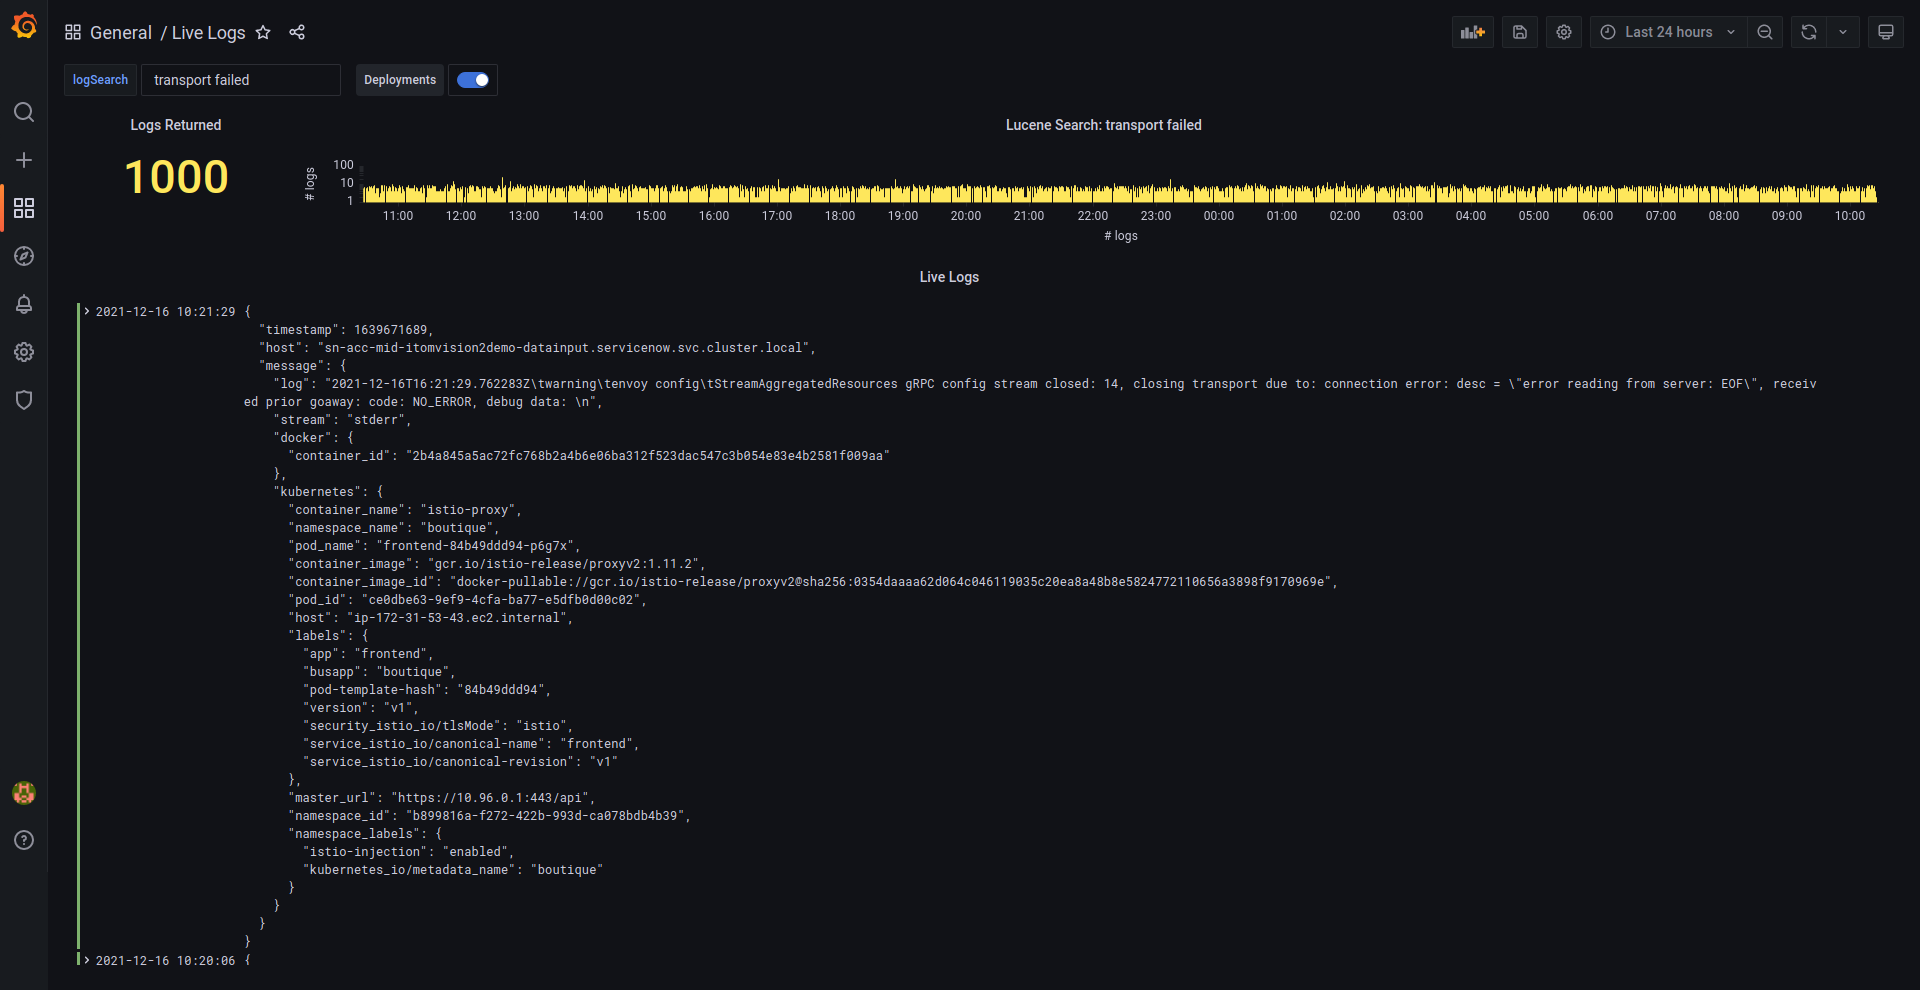 General / Live Logs
Last 24 hours
logSearch
transport failed
Deployments
Logs Returned
1000
Lucene Search: transport failed
# logs
100
10
1
11:00 12:00 13:00 14:00 15:00 16:00 17:00 18:00 19:00 20:00 21:00 22:00 23:00 00:00 01:00 02:00 03:00 04:00 05:00 06:00 07:00 08:00 09:00 10:00
# logs
Live Logs
2021-12-16 10:21:29 {
"timestamp": 1639671689,
"host": "sn-acc-mid-itomvision2demo-datainput.servicenow.svc.cluster.local",
"message": {
"log": "2021-12-16T16:21:29.762283Z\twarning\tenvoy config\tStreamAggregatedResources gRPC config stream closed: 14, closing transport due to: connection error: desc = \"error reading from server: EOF\", receiv
ed prior goaway: code: NO_ERROR, debug data: \n",
"stream": "stderr",
"docker": {
"container_id": "2b4a845a5ac72fc768b2a4b6e06ba312f523dac547c3b054e83e4b2581f009aa"
},
"kubernetes": {
"container_name": "istio-proxy",
"namespace_name": "boutique",
"pod_name": "frontend-84b49ddd94-p6g7x",
"container_image": "gcr.io/istio-release/proxyv2:1.11.2",
"container_image_id": "docker-pullable://gcr.io/istio-release/proxyv2@sha256:0354daaaa62d064c046119035c20ea8a48b8e5824772110656a3898f9170969e",
"pod_id": "ce0dbe63-9ef9-4cfa-ba77-e5dfb0d00c02",
"host": "ip-172-31-53-43.ec2.internal",
"labels": {
"app": "frontend",
"busapp": "boutique",
"pod-template-hash": "84b49ddd94",
"version": "v1",
"security_istio_io/tlsMode": "istio",
"service_istio_io/canonical-name": "frontend",
"service_istio_io/canonical-revision": "v1"
},
"master_url": "https://10.96.0.1:443/api",
"namespace_id": "b899816a-f272-422b-993d-ca078bdb4b39",
"namespace_labels": {
"istio-injection": "enabled",
"kubernetes_io/metadata_name": "boutique"
}
}
}
}
2021-12-16 10:20:06 {